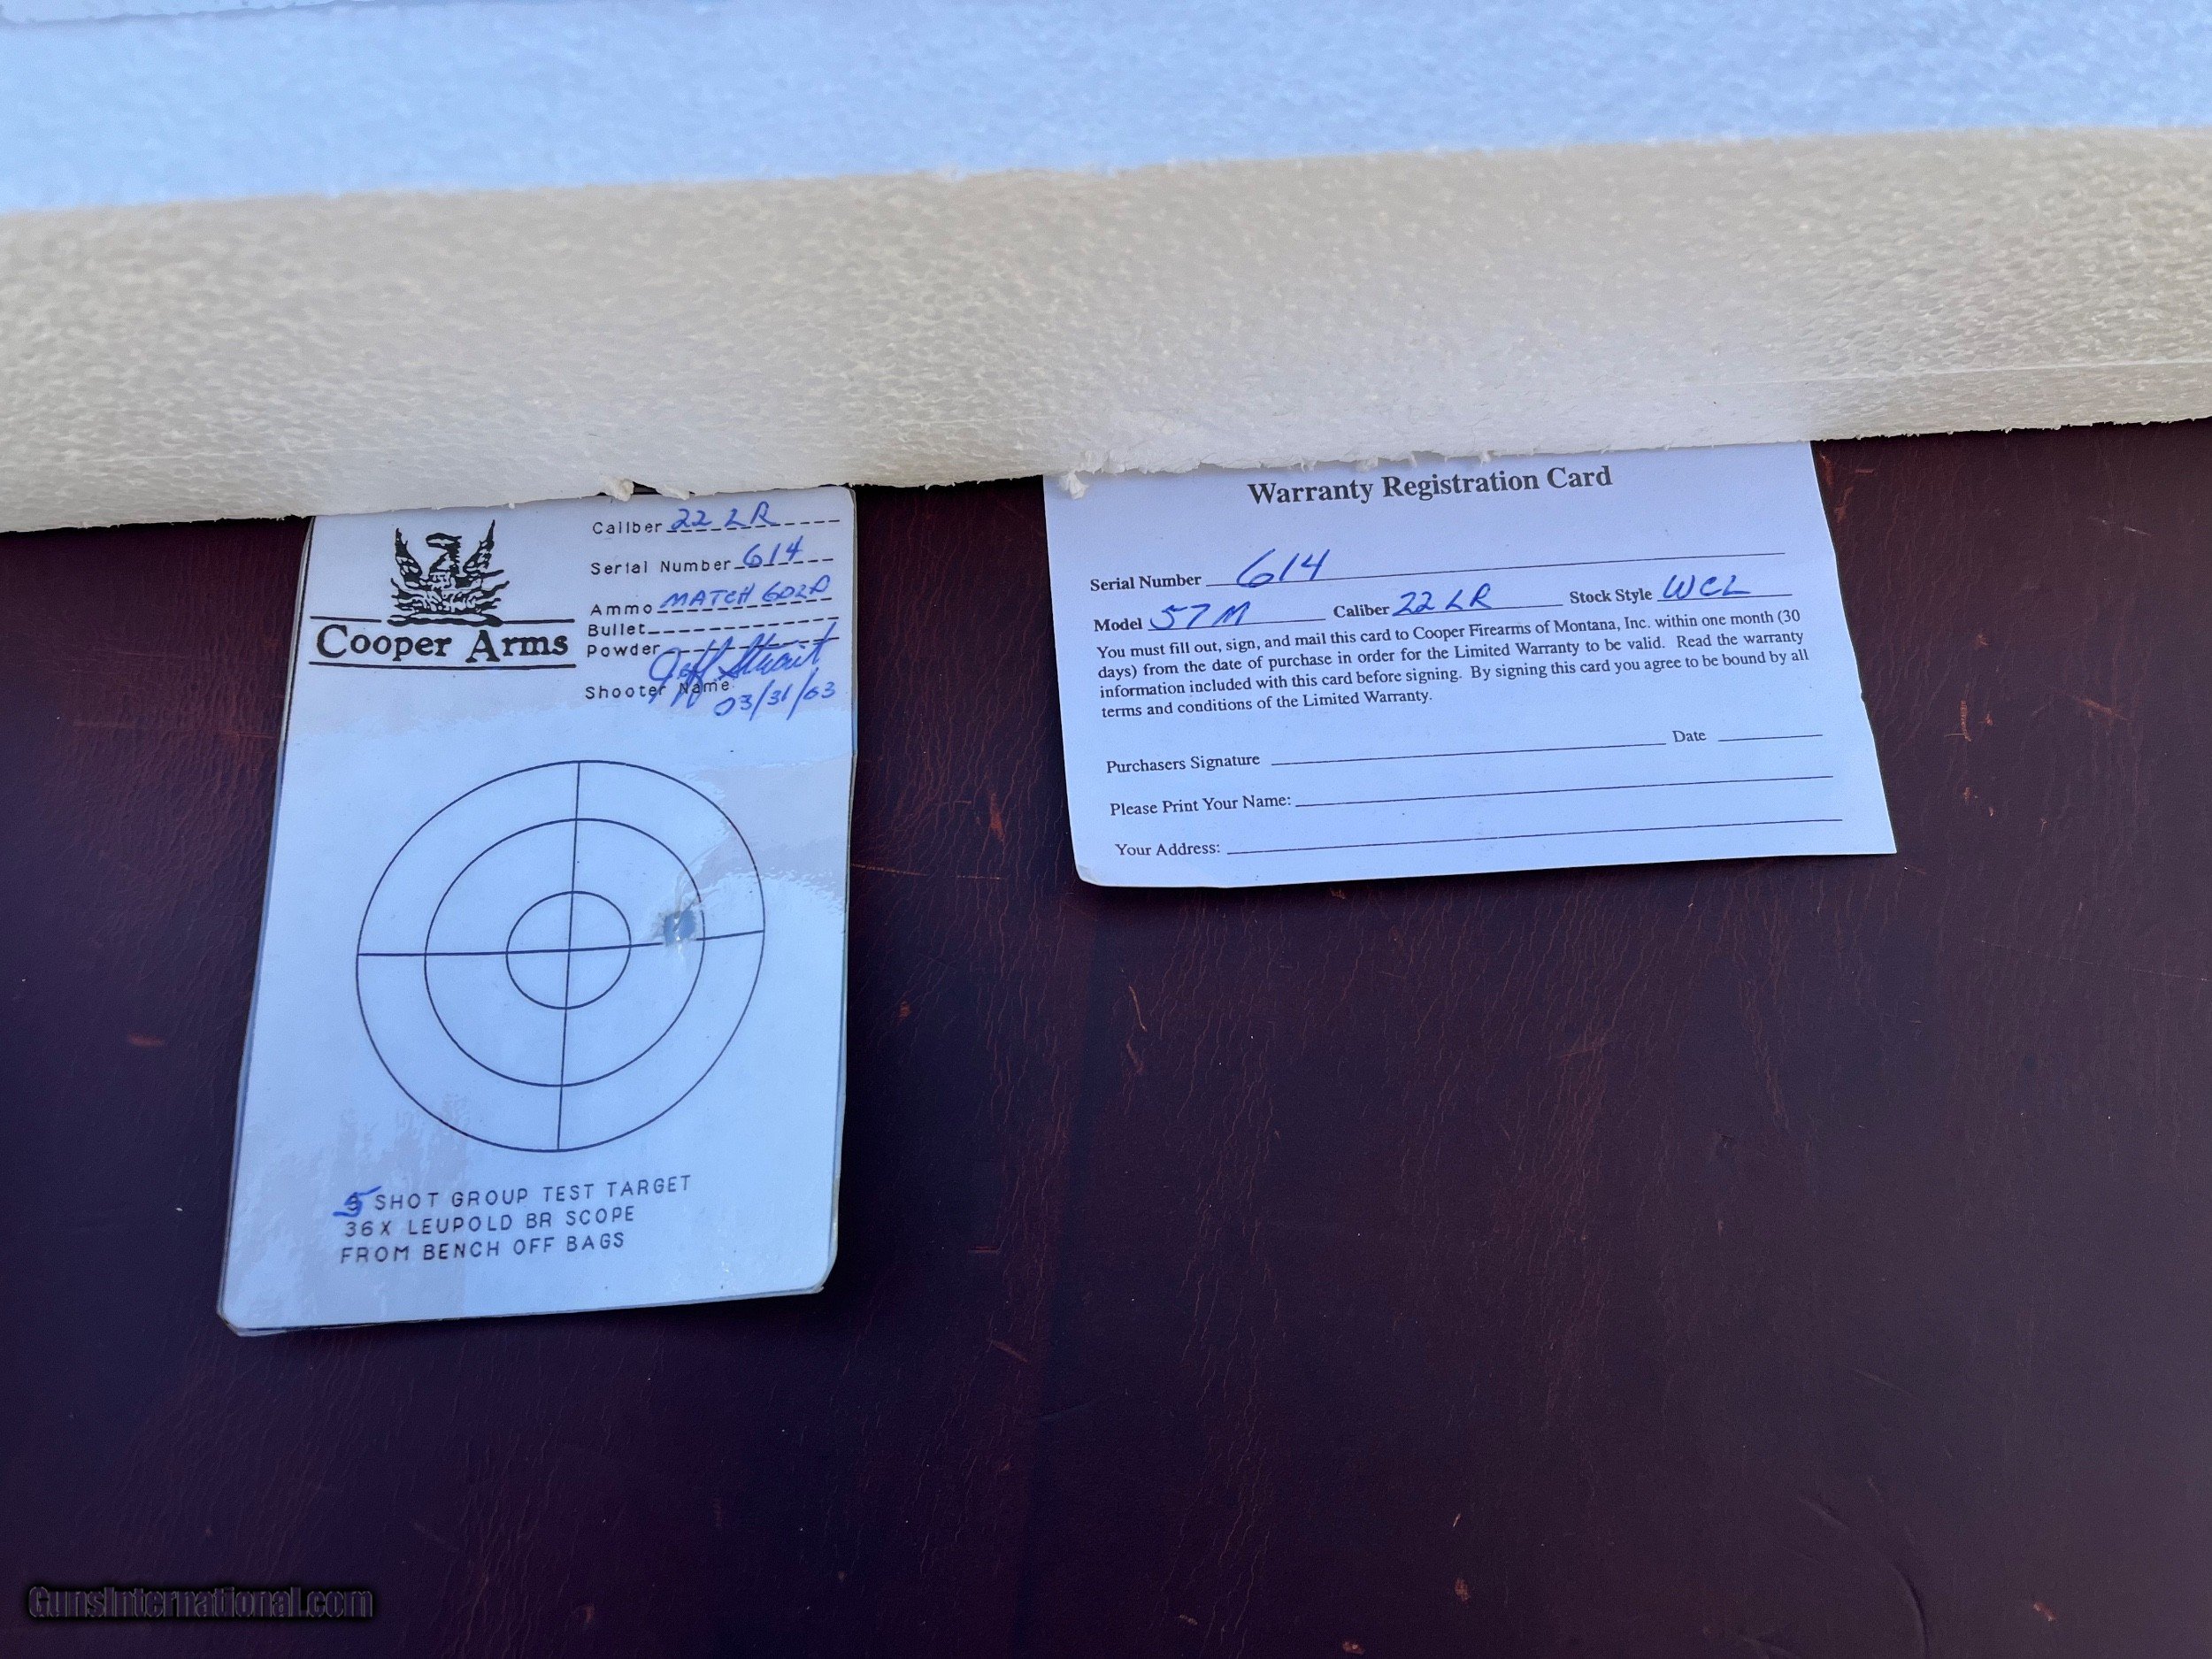 Caliber 22 LR
Serial Number 614
Ammo MATCH GOLD
Bullet
Powder
Shooter Name Jeff Strait
03/31/03
Cooper Arms
5 SHOT GROUP TEST TARGET
36X LEUPOLD BR SCOPE
FROM BENCH OFF BAGS
Warranty Registration Card
Serial Number 614
Model 57M Caliber 22 LR Stock Style WCL
You must fill out, sign, and mail this card to Cooper Firearms of Montana, Inc. within one month (30
days) from the date of purchase in order for the Limited Warranty to be valid. Read the warranty
information included with this card before signing. By signing this card you agree to be bound by all
terms and conditions of the Limited Warranty.
Purchasers Signature Date
Please Print Your Name:
Your Address:
GunsInternational.com